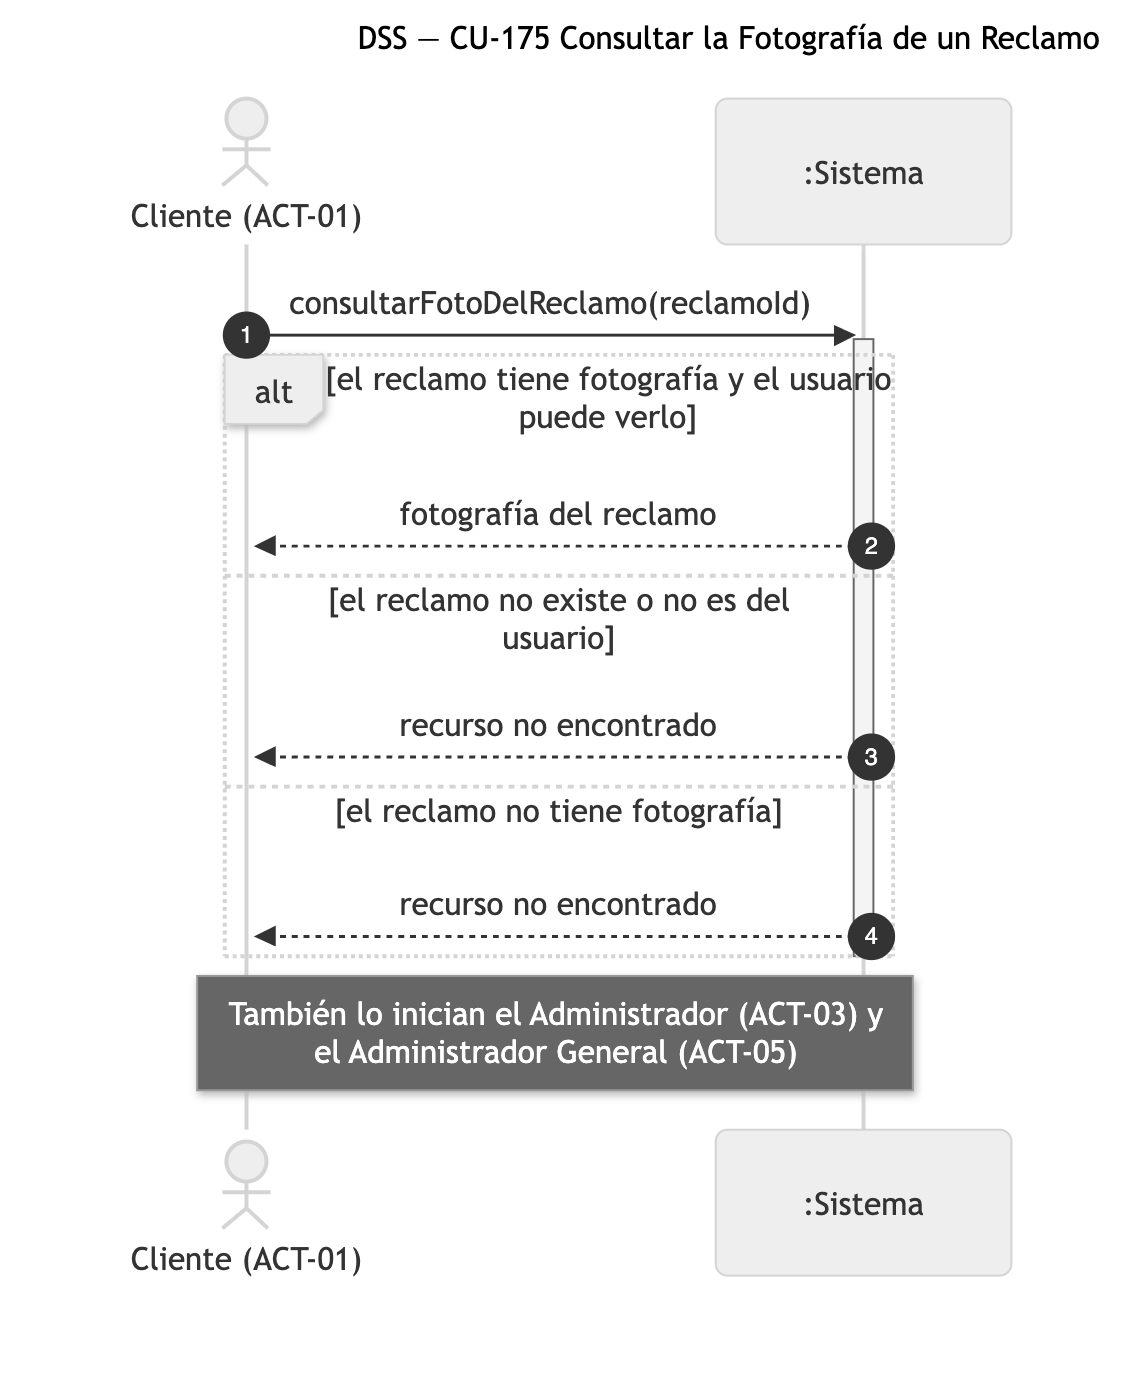 DSS — CU-175 Consultar la Fotografía de un Reclamo
Cliente (ACT-01)
:Sistema
consultarFotoDelReclamo(reclamoId)
1
alt
[el reclamo tiene fotografía y el usuario
puede verlo]
fotografía del reclamo
2
[el reclamo no existe o no es del
usuario]
recurso no encontrado
3
[el reclamo no tiene fotografía]
recurso no encontrado
4
También lo inician el Administrador (ACT-03) y
el Administrador General (ACT-05)
Cliente (ACT-01)
:Sistema